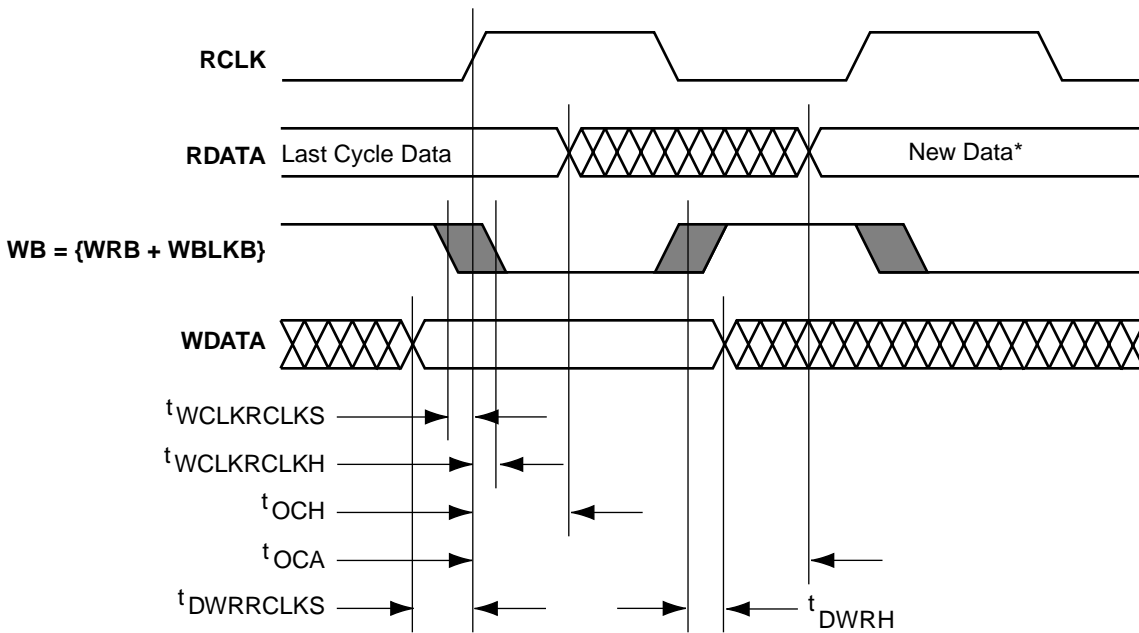 RCLK
RDATA
Last Cycle Data
New Data*
WB = {WRB + WBLKB}
WDATA
tWCLKRCLKS
tWCLKRCLKH
tOCH
tOCA
tDWRRCLKS
tDWRH